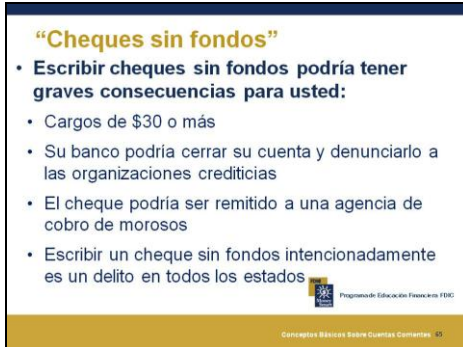 “Cheques sin fondos”
• Escribir cheques sin fondos podría tener
graves consecuencias para usted:
• Cargos de $30 o más
• Su banco podría cerrar su cuenta y denunciarlo a
las organizaciones crediticias
• El cheque podría ser remitido a una agencia de
cobro de morosos
• Escribir un cheque sin fondos intencionadamente
es un delito en todos los estados
Programa de Educación Financiera FDIC
Conceptos Básicos Sobre Cuentas Corrientes 65